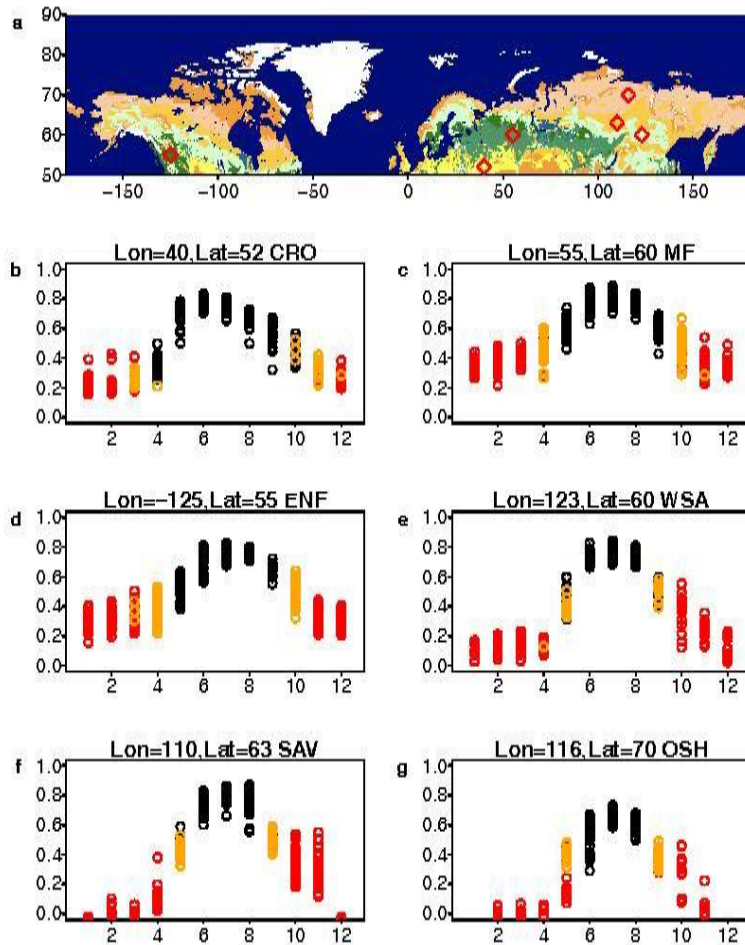 a
90
80
70
60
50
−150 −100 −50 0 50 100 150
b Lon=40,Lat=52 CRO
1.0
0.8
0.6
0.4
0.2
0.0
2 4 6 8 10 12
c Lon=55,Lat=60 MF
1.0
0.8
0.6
0.4
0.2
0.0
2 4 6 8 10 12
d Lon=−125,Lat=55 ENF
1.0
0.8
0.6
0.4
0.2
0.0
2 4 6 8 10 12
e Lon=123,Lat=60 WSA
1.0
0.8
0.6
0.4
0.2
0.0
2 4 6 8 10 12
f Lon=110,Lat=63 SAV
1.0
0.8
0.6
0.4
0.2
0.0
2 4 6 8 10 12
g Lon=116,Lat=70 OSH
1.0
0.8
0.6
0.4
0.2
0.0
2 4 6 8 10 12